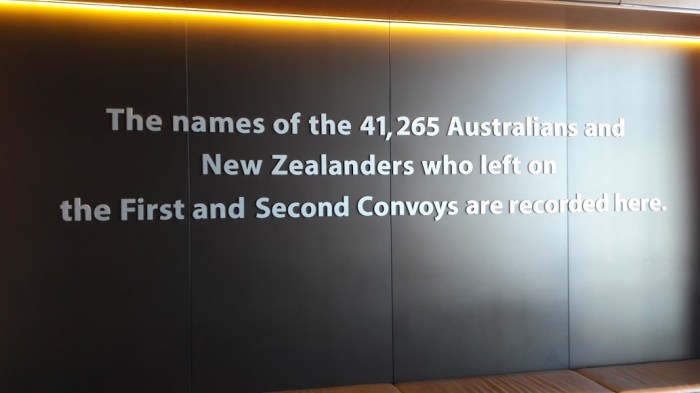 The names of the 41,265 Australians and
New Zealanders who left on
the First and Second Convoys are recorded here.